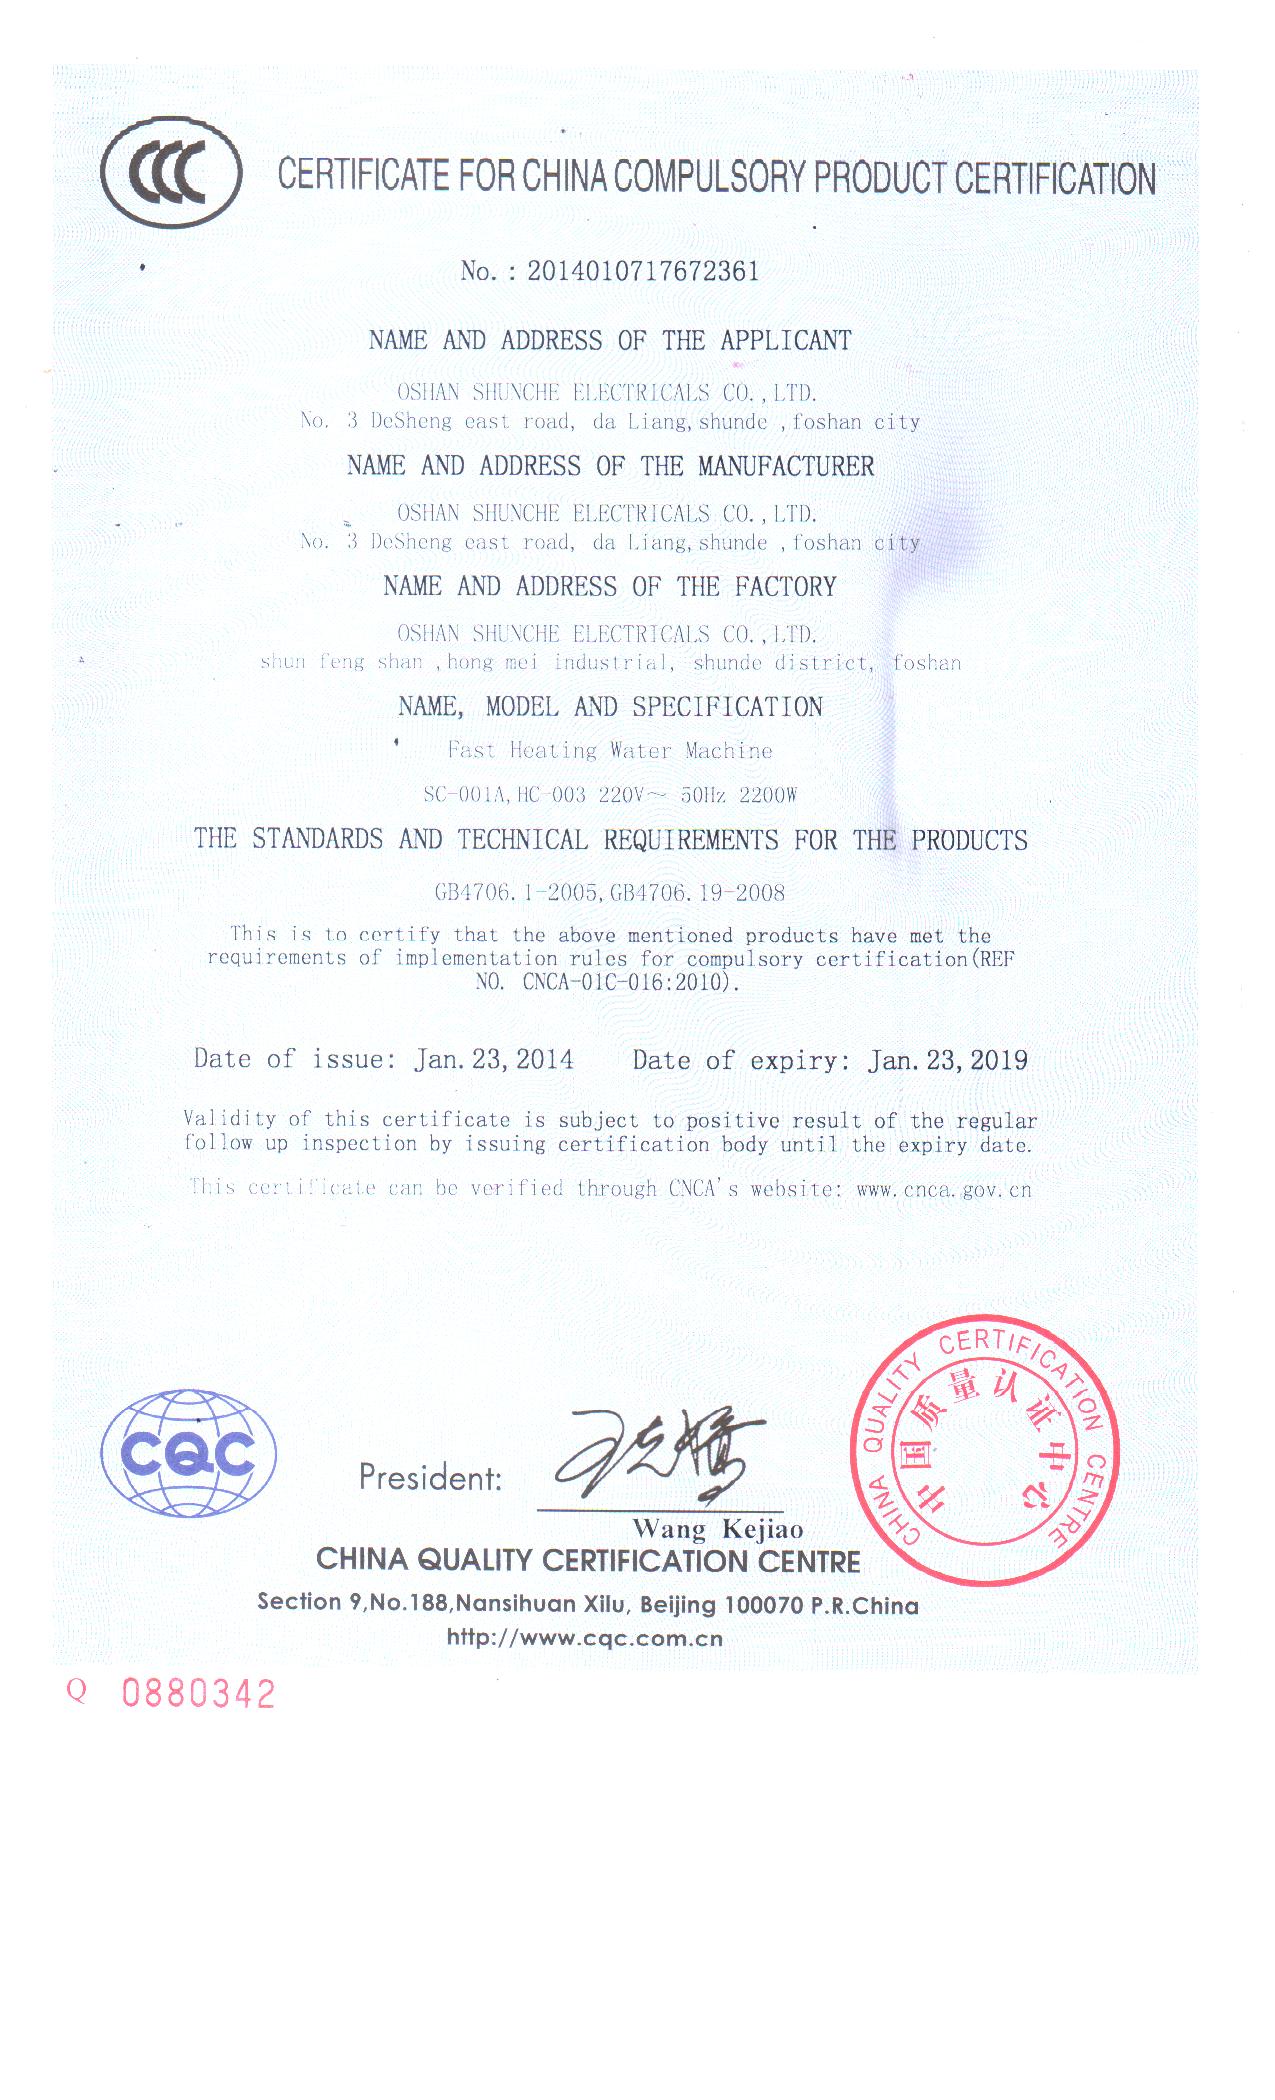 CCC
CERTIFICATE FOR CHINA COMPULSORY PRODUCT CERTIFICATION
No. : 2014010717672361
NAME AND ADDRESS OF THE APPLICANT
OSHAN SHUNCHE ELECTRICALS CO.,LTD.
No. 3 DeSheng east road, da Liang,shunde ,foshan city
NAME AND ADDRESS OF THE MANUFACTURER
OSHAN SHUNCHE ELECTRICALS CO.,LTD.
No. 3 DeSheng east road, da Liang,shunde ,foshan city
NAME AND ADDRESS OF THE FACTORY
OSHAN SHUNCHE ELECTRICALS CO.,LTD.
shun feng shan ,hong mei industrial, shunde district, foshan
NAME, MODEL AND SPECIFICATION
Fast Heating Water Machine
SC-001A,HC-003 220V～ 50Hz 2200W
THE STANDARDS AND TECHNICAL REQUIREMENTS FOR THE PRODUCTS
GB4706.1-2005,GB4706.19-2008
This is to certify that the above mentioned products have met the
requirements of implementation rules for compulsory certification(REF
NO. CNCA-01C-016:2010).
Date of issue: Jan.23,2014 Date of expiry: Jan.23,2019
Validity of this certificate is subject to positive result of the regular
follow up inspection by issuing certification body until the expiry date.
This certificate can be verified through CNCA's website: www.cnca.gov.cn
CHINA QUALITY CERTIFICATION CENTRE
中国质量认证中心
CQC
President:
王克娇
Wang Kejiao
CHINA QUALITY CERTIFICATION CENTRE
Section 9,No.188,Nansihuan Xilu, Beijing 100070 P.R.China
http://www.cqc.com.cn
Q 0880342